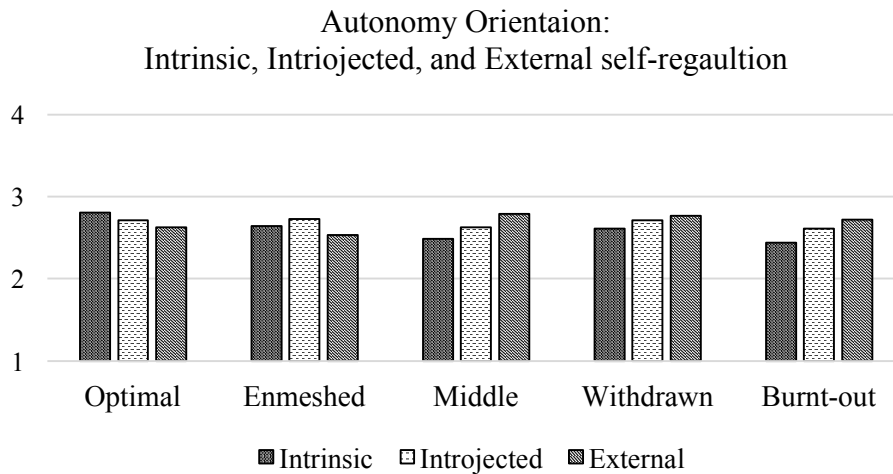 Autonomy Orientaion:
Intrinsic, Intriojected, and External self-regaultion
4
3
2
1
Optimal Enmeshed Middle Withdrawn Burnt-out
Intrinsic Introjected External